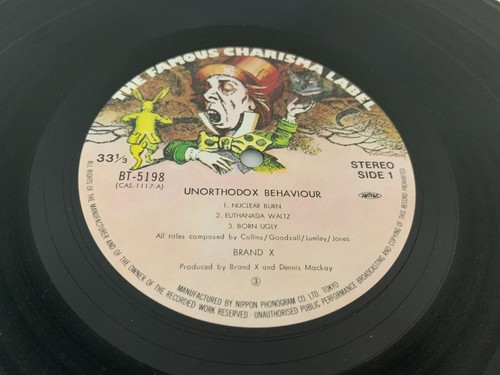 THE FAMOUS CHARISMA LABEL
33⅓
STEREO
SIDE 1
BT-5198
(CAS-1117-A)
UNORTHODOX BEHAVIOUR
1. NUCLEAR BURN
2. EUTHANASIA WALTZ
3. BORN UGLY
All titles composed by Collins/Goodsall/Lumley/Jones
BRAND X
Produced by Brand X and Dennis Mackay
3
MANUFACTURED BY NIPPON PHONOGRAM CO. LTD. TOKYO
ALL RIGHTS OF THE MANUFACTURER AND OF THE OWNER OF THE RECORDED WORK RESERVED · UNAUTHORISED PUBLIC PERFORMANCE BROADCASTING AND COPYING OF THIS RECORD PROHIBITED